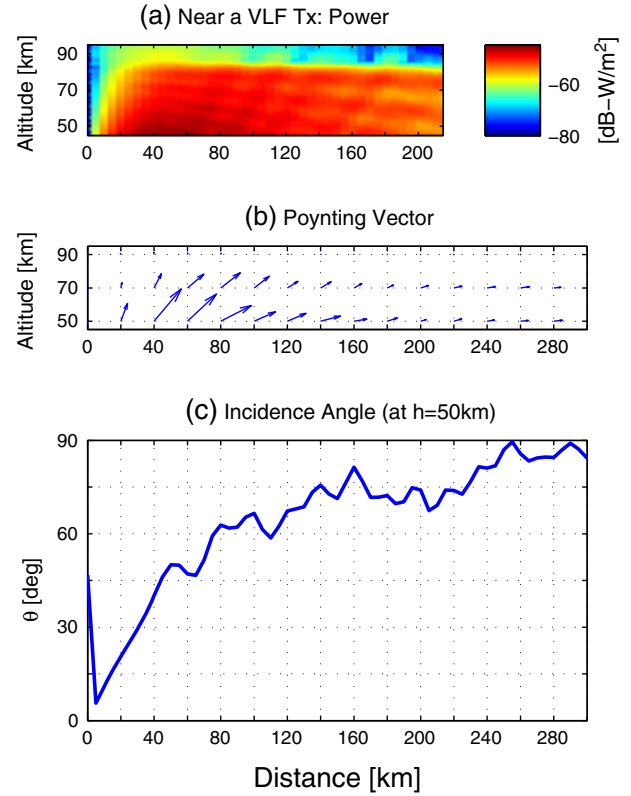 (a) Near a VLF Tx: Power
Altitude [km]
90
70
50
0 40 80 120 160 200
−60
−80
[dB−W/m²]
(b) Poynting Vector
Altitude [km]
90
70
50
0 40 80 120 160 200 240 280
(c) Incidence Angle (at h=50km)
θ [deg]
90
60
30
0
0 40 80 120 160 200 240 280
Distance [km]